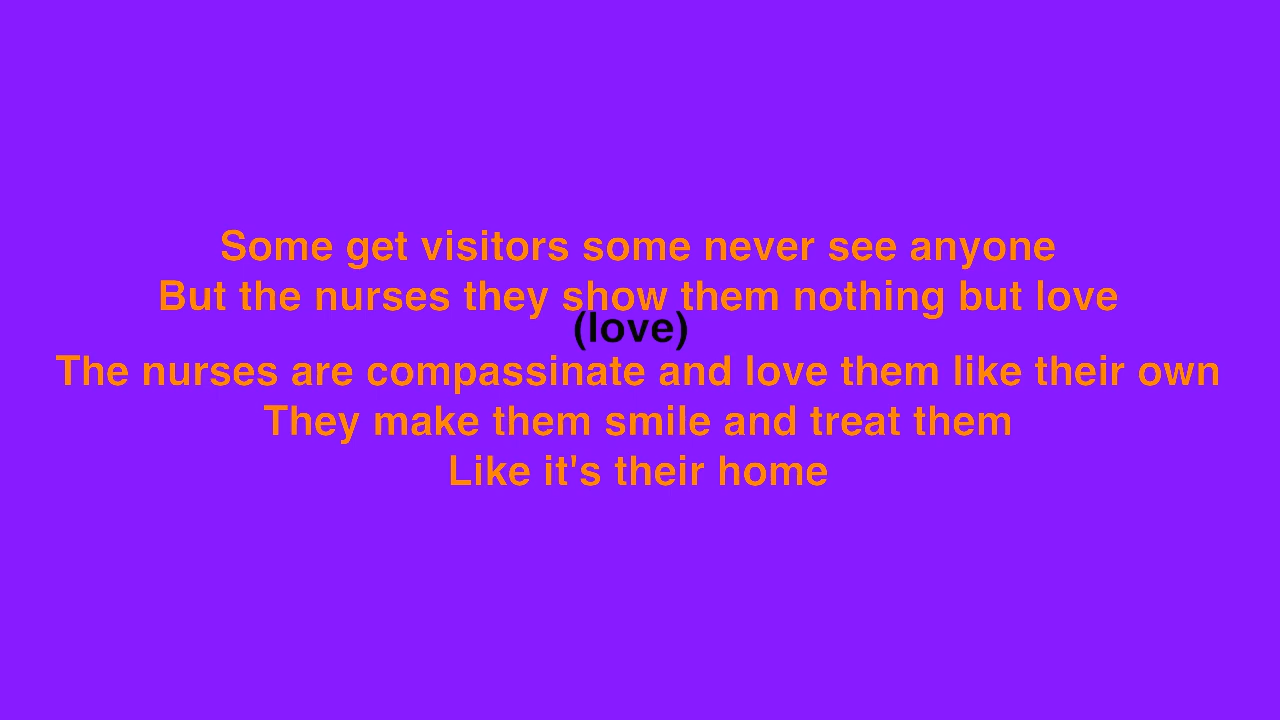 Some get visitors some never see anyone
But the nurses they show them nothing but love
(love)
The nurses are compassinate and love them like their own
They make them smile and treat them
Like it's their home